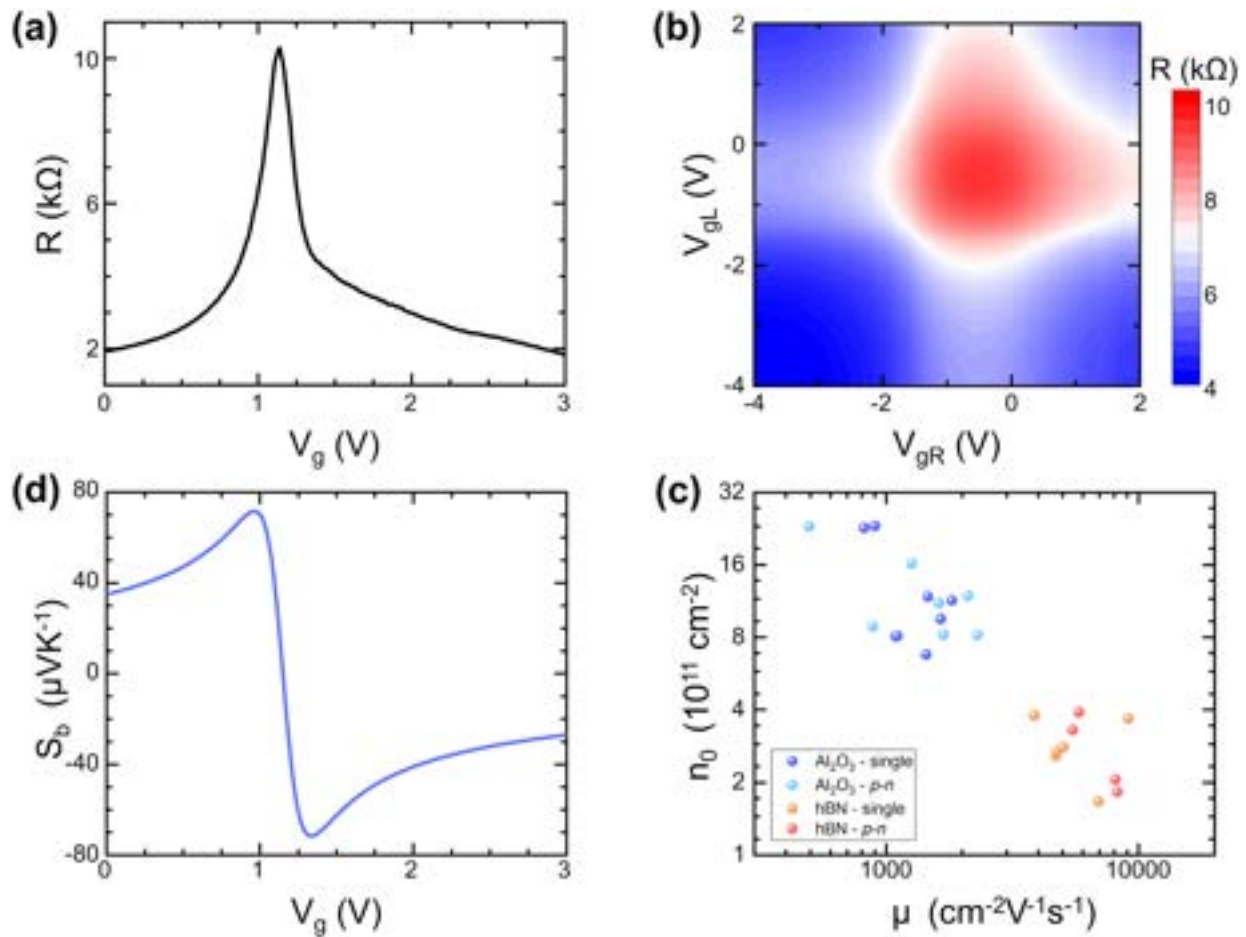 (a)
10
6
2
R (kΩ)
0
1
2
3
V_g (V)
(b)
2
0
-2
-4
V_gL (V)
-4
-2
0
2
V_gR (V)
R (kΩ)
10
8
6
4
(d)
80
40
0
-40
-80
S_b (μVK⁻¹)
0
1
2
3
V_g (V)
(c)
32
16
8
4
2
1
n₀ (10¹¹ cm⁻²)
Al₂O₃ - single
Al₂O₃ - p-n
hBN - single
hBN - p-n
1000
10000
μ (cm⁻²V⁻¹s⁻¹)